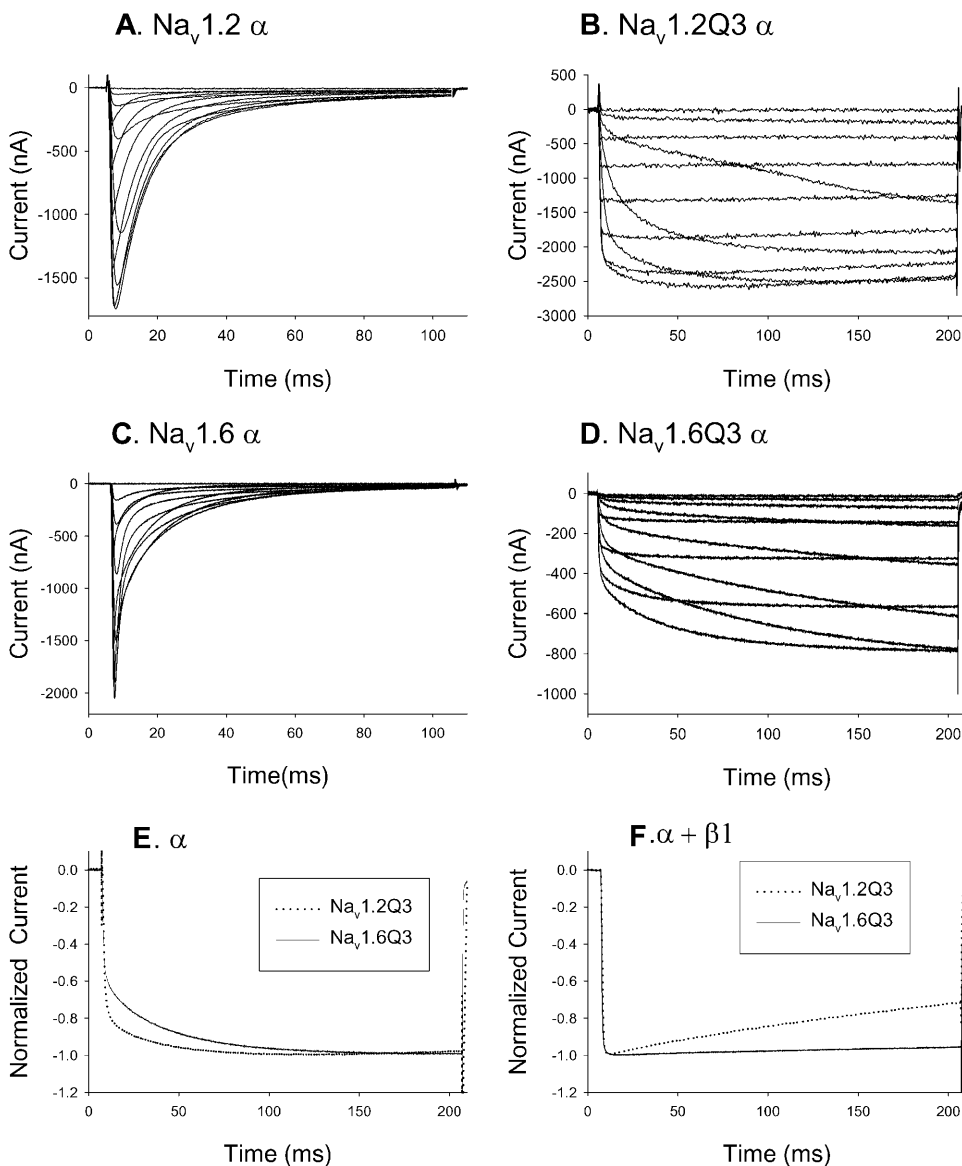 A. Nav1.2 α
B. Nav1.2Q3 α
Current (nA)
0
-500
-1000
-1500
0 20 40 60 80 100
Time (ms)
Current (nA)
500
0
-500
-1000
-1500
-2000
-2500
-3000
0 50 100 150 200
Time (ms)
C. Nav1.6 α
D. Nav1.6Q3 α
Current (nA)
0
-500
-1000
-1500
-2000
0 20 40 60 80 100
Time(ms)
Current (nA)
0
-200
-400
-600
-800
-1000
0 50 100 150 200
Time (ms)
E. α
F.α + β1
Normalized Current
0.0
-0.2
-0.4
-0.6
-0.8
-1.0
-1.2
Nav1.2Q3
Nav1.6Q3
0 50 100 150 200
Time (ms)
Normalized Current
0.0
-0.2
-0.4
-0.6
-0.8
-1.0
-1.2
Nav1.2Q3
Nav1.6Q3
0 50 100 150 200
Time (ms)